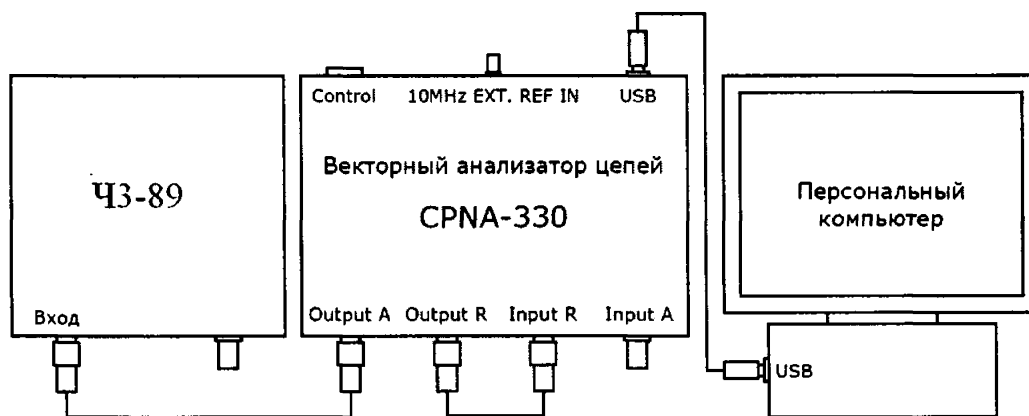 Control 10MHz EXT. REF IN USB
Векторный анализатор цепей
CPNA-330
ЧЗ-89
Персональный
компьютер
Вход
Output A Output R Input R Input A
USB